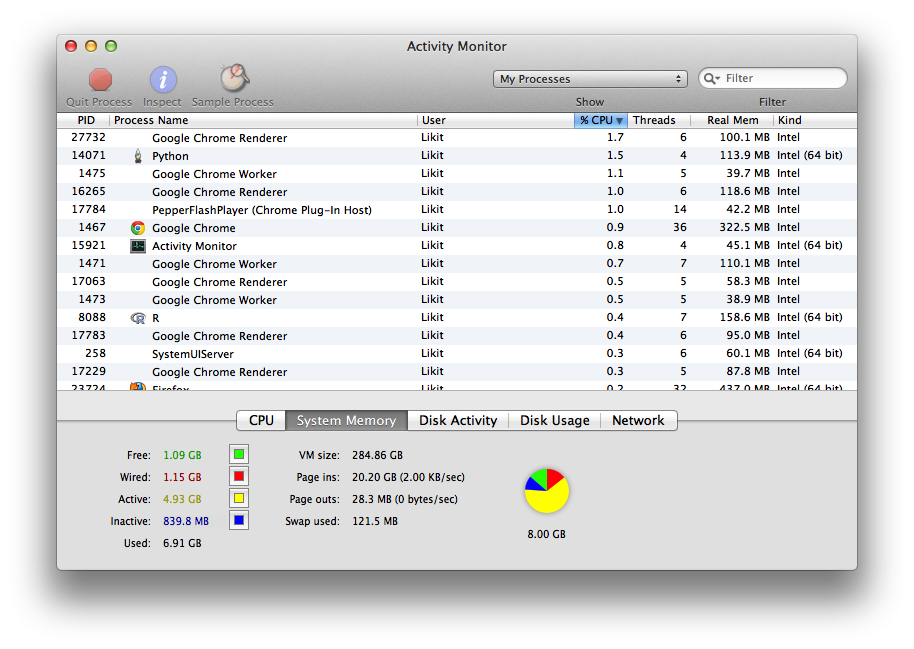 Activity Monitor
My Processes Filter
Quit Process Inspect Sample Process Show Filter
PID Process Name User % CPU Threads Real Mem Kind
27732 Google Chrome Renderer Likit 1.7 6 100.1 MB Intel
14071 Python Likit 1.5 4 113.9 MB Intel (64 bit)
1475 Google Chrome Worker Likit 1.1 5 39.7 MB Intel
16265 Google Chrome Renderer Likit 1.0 6 118.6 MB Intel
17784 PepperFlashPlayer (Chrome Plug-In Host) Likit 1.0 14 42.2 MB Intel
1467 Google Chrome Likit 0.9 36 322.5 MB Intel
15921 Activity Monitor Likit 0.8 4 45.1 MB Intel (64 bit)
1471 Google Chrome Worker Likit 0.7 7 110.1 MB Intel
17063 Google Chrome Renderer Likit 0.5 5 58.3 MB Intel
1473 Google Chrome Worker Likit 0.5 5 38.9 MB Intel
8088 R Likit 0.4 7 158.6 MB Intel (64 bit)
17783 Google Chrome Renderer Likit 0.4 6 95.0 MB Intel
258 SystemUIServer Likit 0.3 6 60.1 MB Intel (64 bit)
17229 Google Chrome Renderer Likit 0.3 5 87.8 MB Intel
23724 Firefox Likit 0.2 32 437.0 MB Intel (64 bit)
CPU System Memory Disk Activity Disk Usage Network
Free: 1.09 GB VM size: 284.86 GB
Wired: 1.15 GB Page ins: 20.20 GB (2.00 KB/sec)
Active: 4.93 GB Page outs: 28.3 MB (0 bytes/sec)
Inactive: 839.8 MB Swap used: 121.5 MB
Used: 6.91 GB
8.00 GB